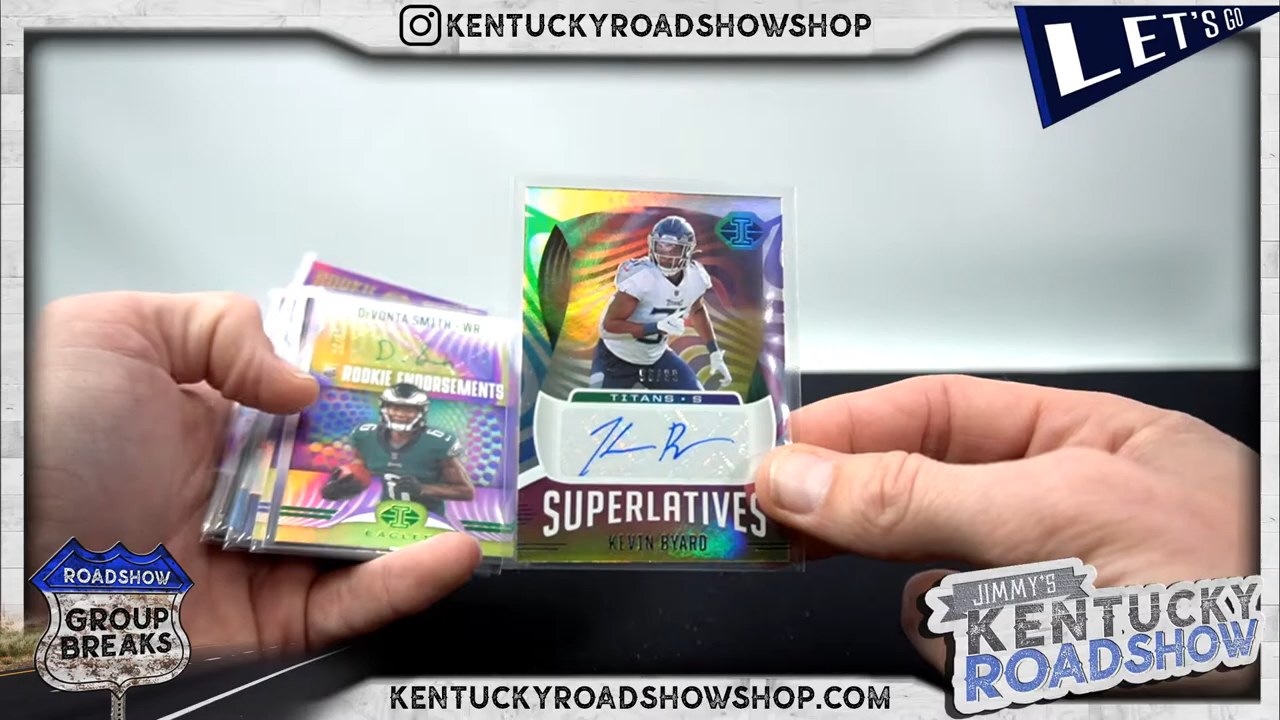 KENTUCKYROADSHOWSHOP
LET'S GO
DEVONTA SMITH • WR
ROOKIE ENDORSEMENTS
TITANS • S
SUPERLATIVES
KEVIN BYARD
ROADSHOW
GROUP
BREAKS
JIMMY'S
KENTUCKY
ROADSHOW
KENTUCKYROADSHOWSHOP.COM